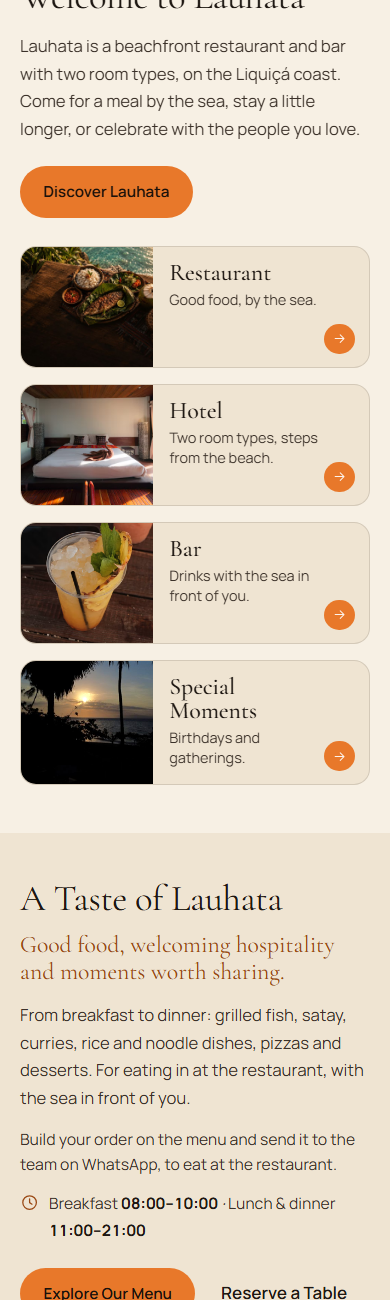 Welcome to Lauhata
Lauhata is a beachfront restaurant and bar
with two room types, on the Liquiçá coast.
Come for a meal by the sea, stay a little
longer, or celebrate with the people you love.
Discover Lauhata
Restaurant
Good food, by the sea.
Hotel
Two room types, steps
from the beach.
Bar
Drinks with the sea in
front of you.
Special
Moments
Birthdays and
gatherings.
A Taste of Lauhata
Good food, welcoming hospitality
and moments worth sharing.
From breakfast to dinner: grilled fish, satay,
curries, rice and noodle dishes, pizzas and
desserts. For eating in at the restaurant, with
the sea in front of you.
Build your order on the menu and send it to the
team on WhatsApp, to eat at the restaurant.
Breakfast 08:00–10:00 · Lunch & dinner
11:00–21:00
Explore Our Menu Reserve a Table